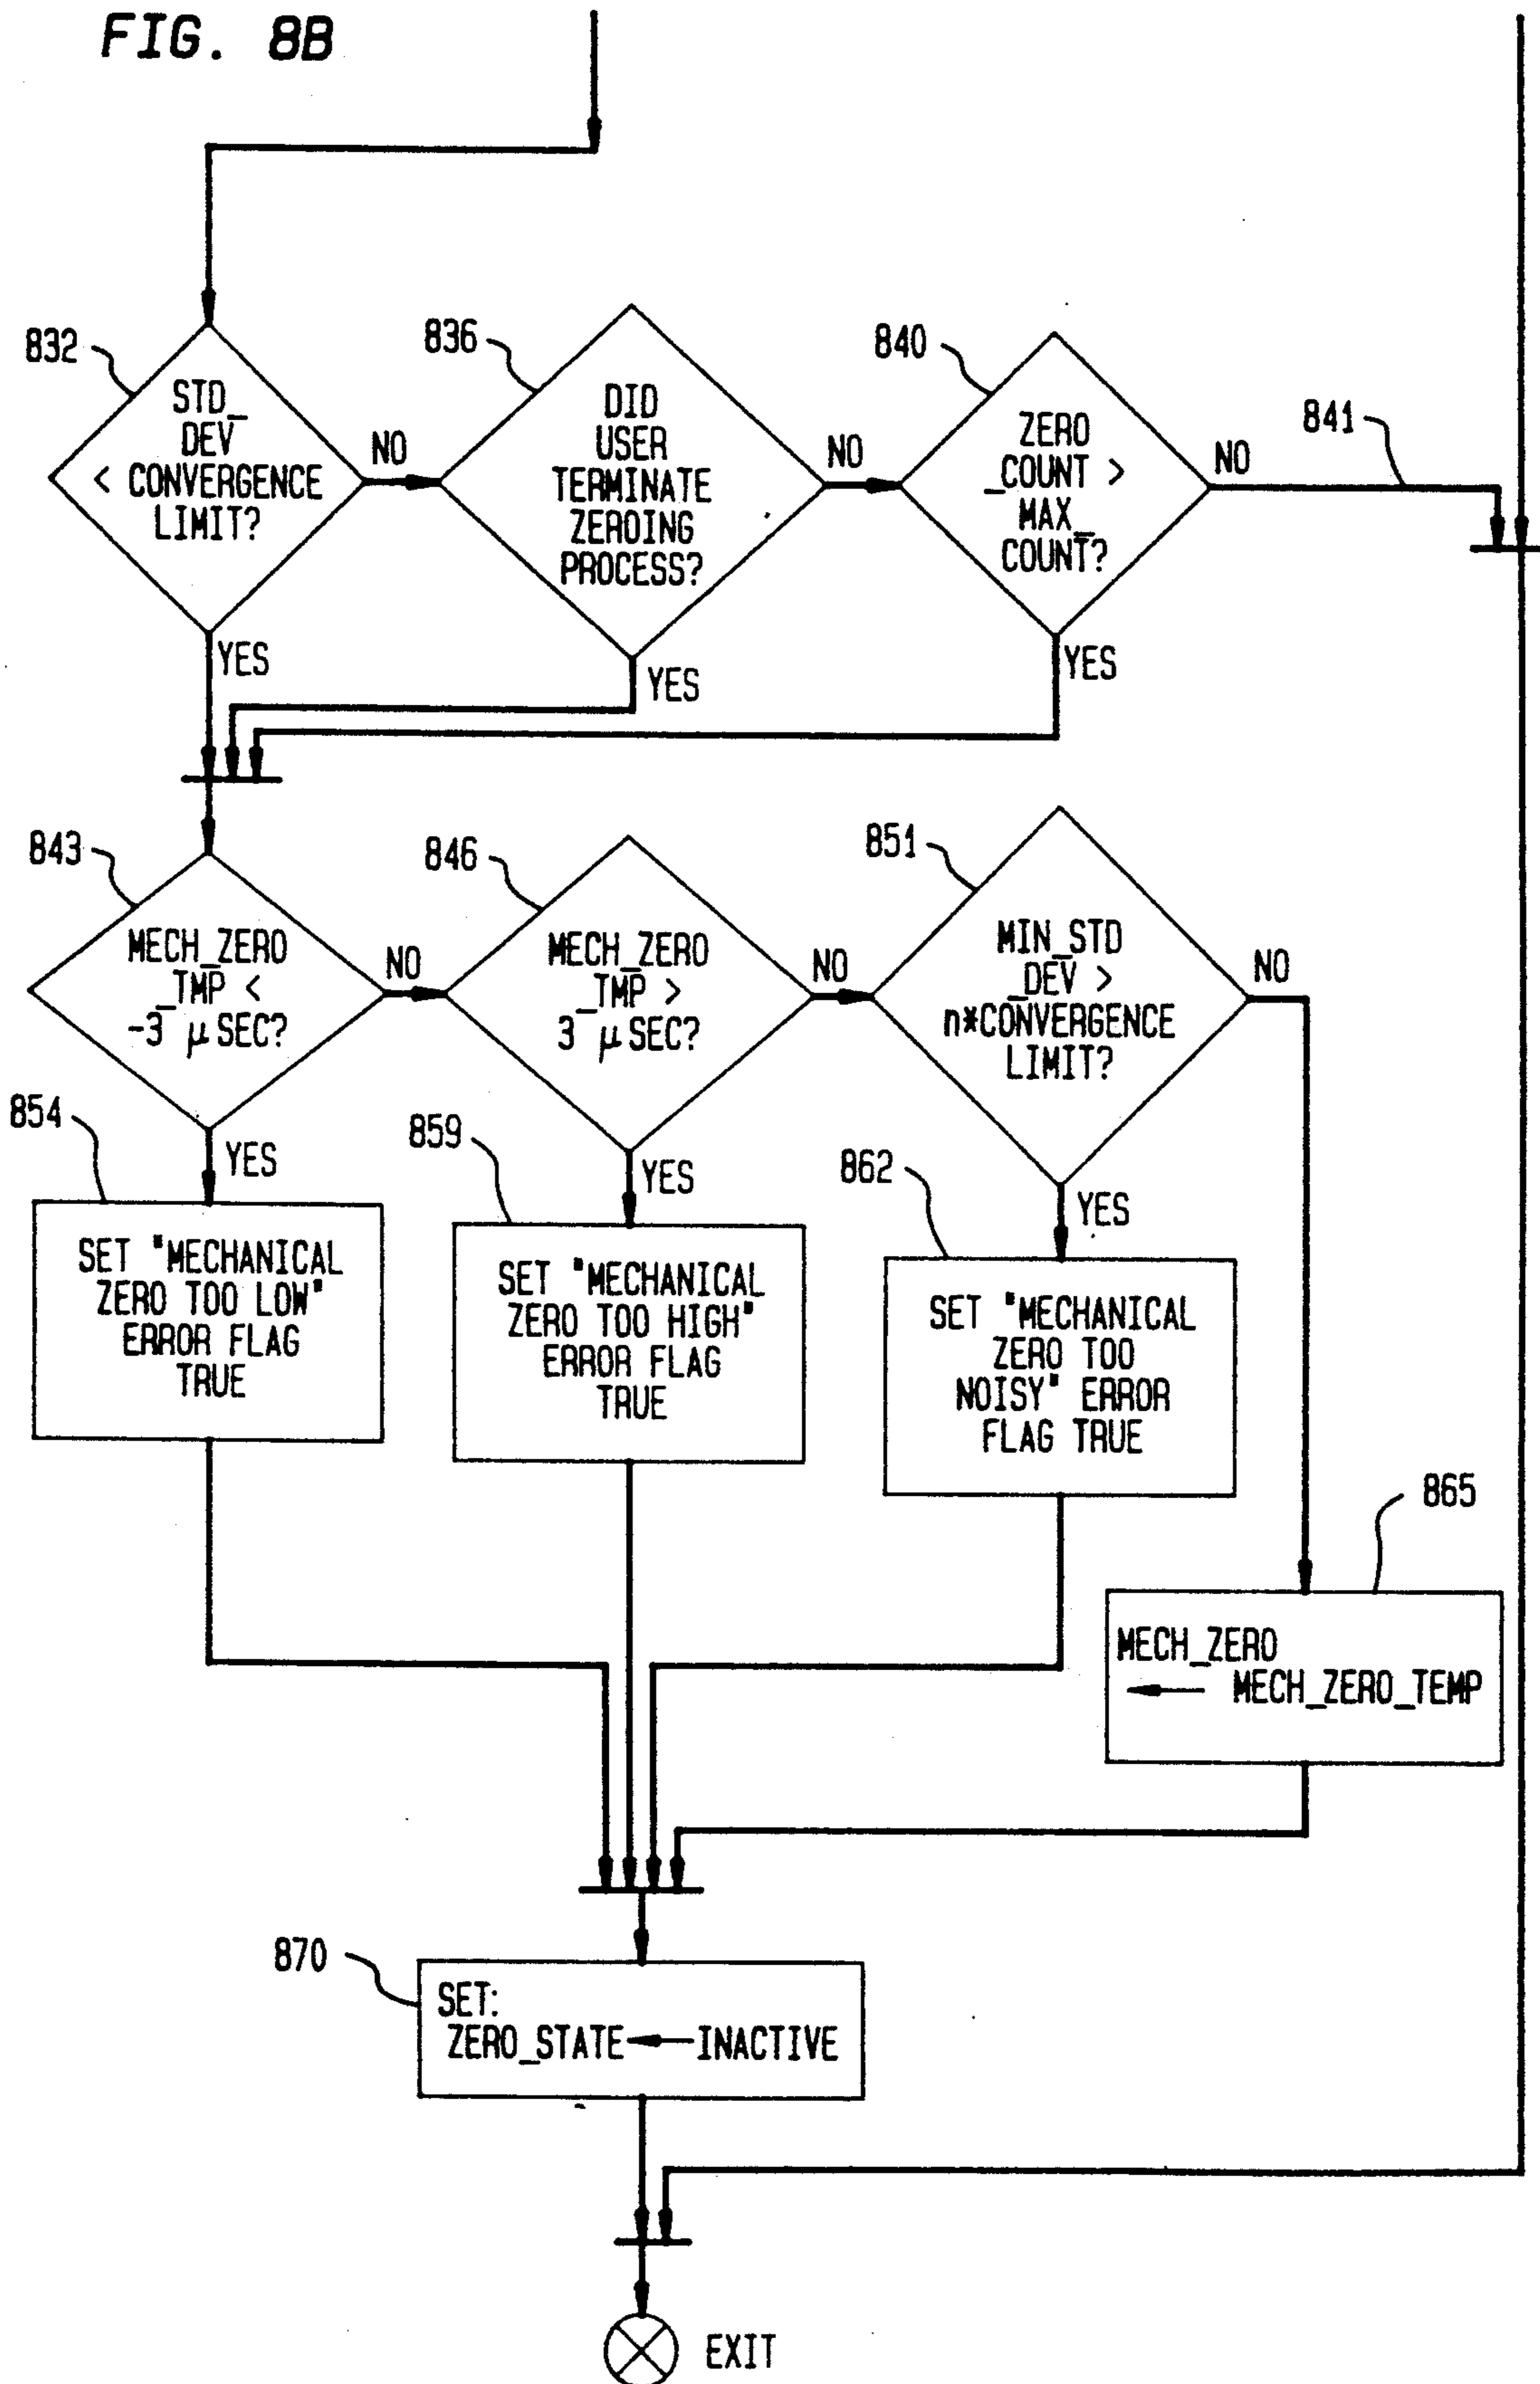 FIG. 8B
832
STD_
DEV
< CONVERGENCE
LIMIT?
NO
YES
836
DID
USER
TERMINATE
ZEROING
PROCESS?
NO
YES
840
ZERO
_COUNT >
MAX_
COUNT?
NO
YES
841
843
MECH_ZERO
_TMP <
-3 μSEC?
NO
YES
846
MECH_ZERO
_TMP >
3 μSEC?
NO
YES
851
MIN_STD
_DEV >
n*CONVERGENCE
LIMIT?
NO
YES
854
SET "MECHANICAL
ZERO TOO LOW"
ERROR FLAG
TRUE
859
SET "MECHANICAL
ZERO TOO HIGH"
ERROR FLAG
TRUE
862
SET "MECHANICAL
ZERO TOO
NOISY" ERROR
FLAG TRUE
865
MECH_ZERO
← MECH_ZERO_TEMP
870
SET:
ZERO_STATE ← INACTIVE
EXIT